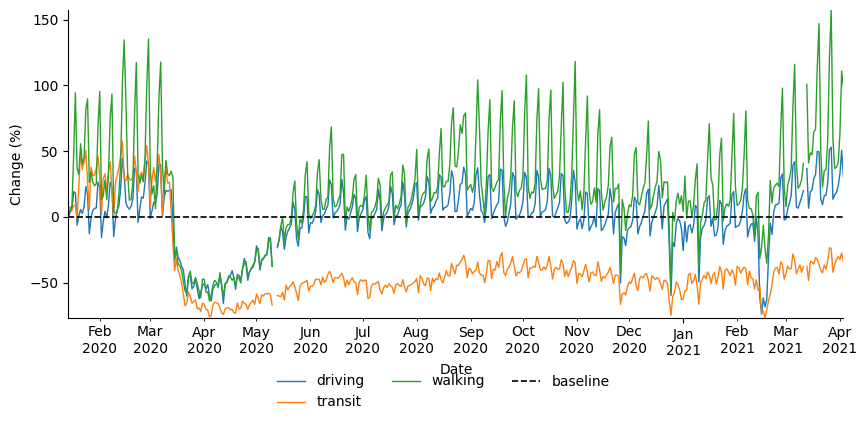 150
100
50
0
−50
Change (%)
Feb Mar Apr May Jun Jul Aug Sep Oct Nov Dec Jan Feb Mar Apr
2020 2020 2020 2020 2020 2020 2020 2020 2020 2020 2020 2021 2021 2021 2021
Date
driving walking baseline
transit